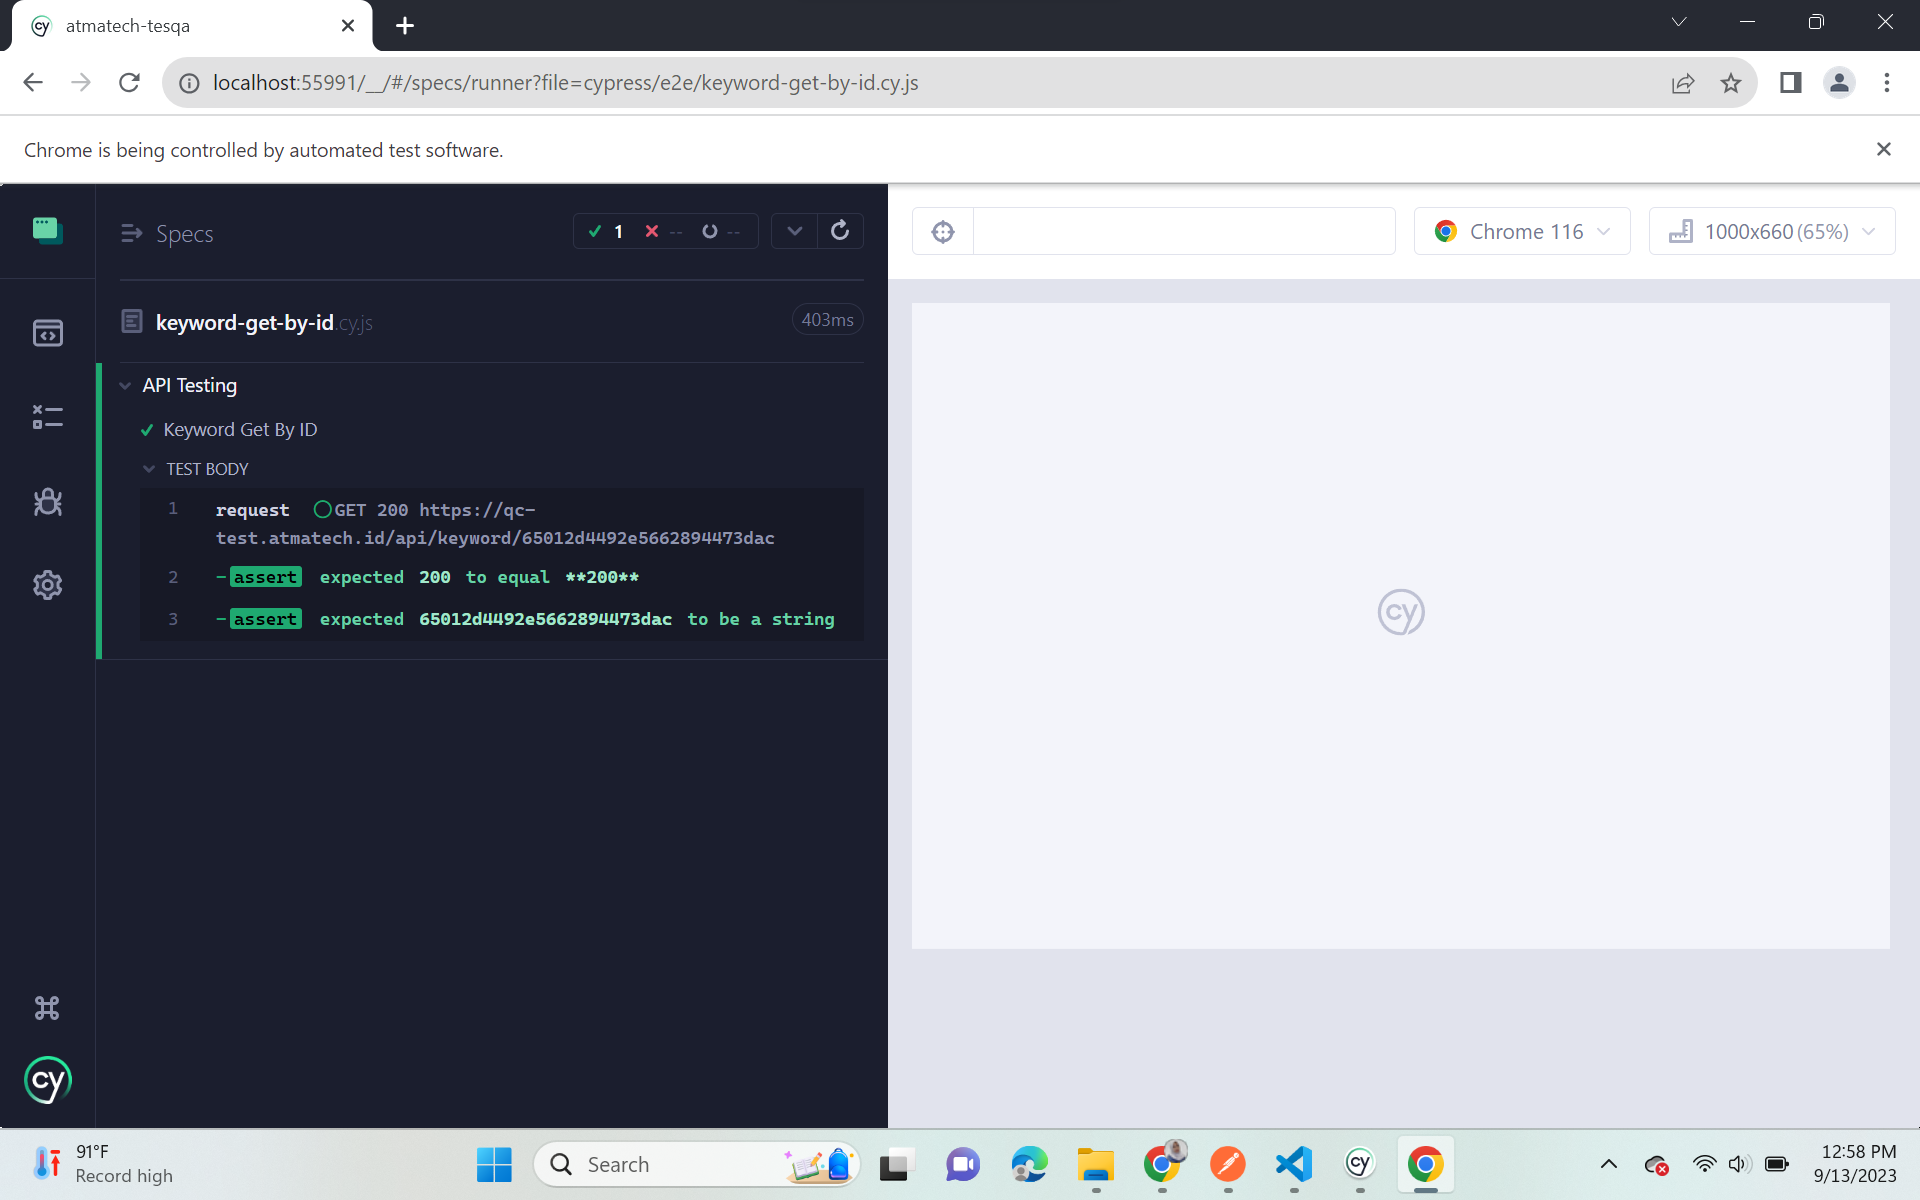 cy atmatech-tesqa
localhost:55991/__/#/specs/runner?file=cypress/e2e/keyword-get-by-id.cy.js
Chrome is being controlled by automated test software.
Specs 1 -- --
Chrome 116 1000x660 (65%)
keyword-get-by-id.cy.js 403ms
API Testing
Keyword Get By ID
TEST BODY
1 request GET 200 https://qc-
test.atmatech.id/api/keyword/65012d4492e5662894473dac
2 -assert expected 200 to equal **200**
3 -assert expected 65012d4492e5662894473dac to be a string
cy
cy
91°F
Record high
Search
cy
12:58 PM
9/13/2023